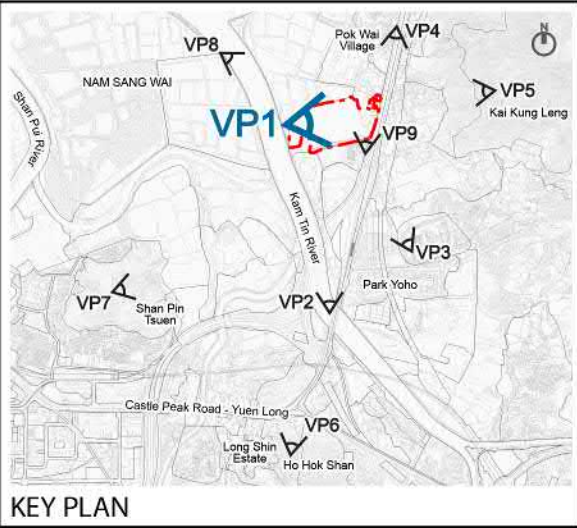 N
Pok Wai
Village
VP4
VP8
NAM SANG WAI
VP5
Kai Kung Leng
Shan Pui River
VP1
VP9
Kam Tin River
VP3
Park Yoho
VP7
Shan Pin
Tsuen
VP2
Castle Peak Road - Yuen Long
VP6
Long Shin
Estate
Ho Hok Shan
KEY PLAN